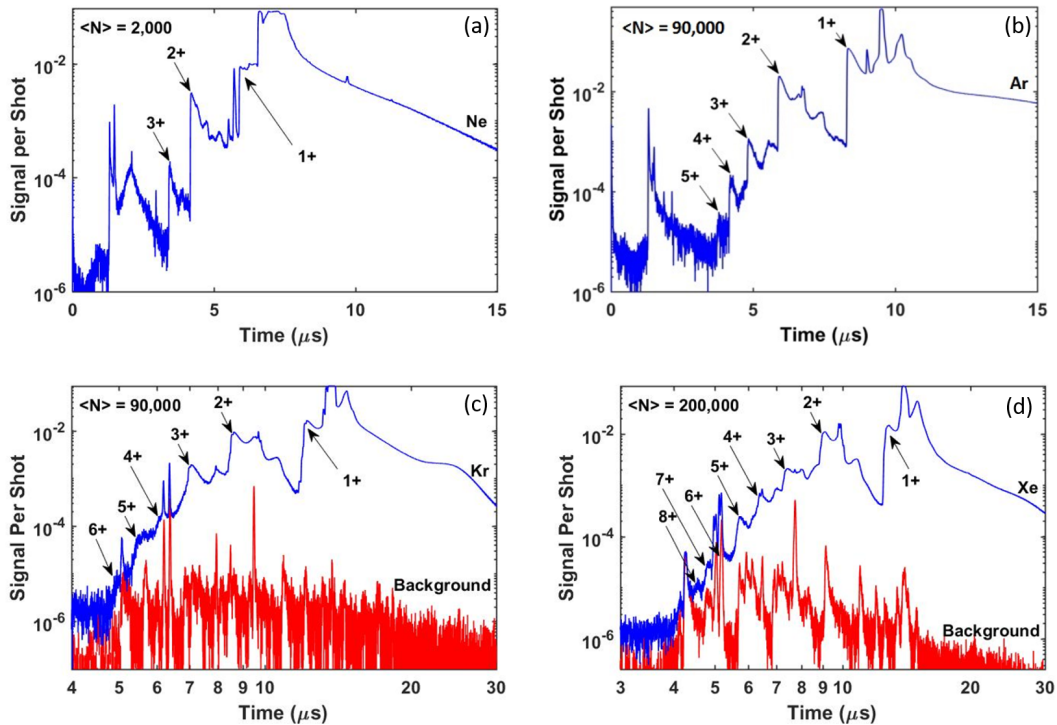 <N> = 2,000
(a)
2+
3+
1+
Ne
Signal per Shot
10-2
10-4
10-6
0
5
10
15
Time (μs)
<N> = 90,000
(b)
1+
2+
3+
4+
5+
Ar
Signal per Shot
10-2
10-4
10-6
0
5
10
15
Time (μs)
<N> = 90,000
(c)
2+
3+
4+
5+
6+
1+
Kr
Background
Signal Per Shot
10-2
10-4
10-6
4 5 6 7 8 9 10 20 30
Time (μs)
<N> = 200,000
(d)
2+
3+
4+
5+
6+
7+
8+
1+
Xe
Background
Signal Per Shot
10-2
10-4
10-6
3 4 5 6 7 8 9 10 20 30
Time (μs)